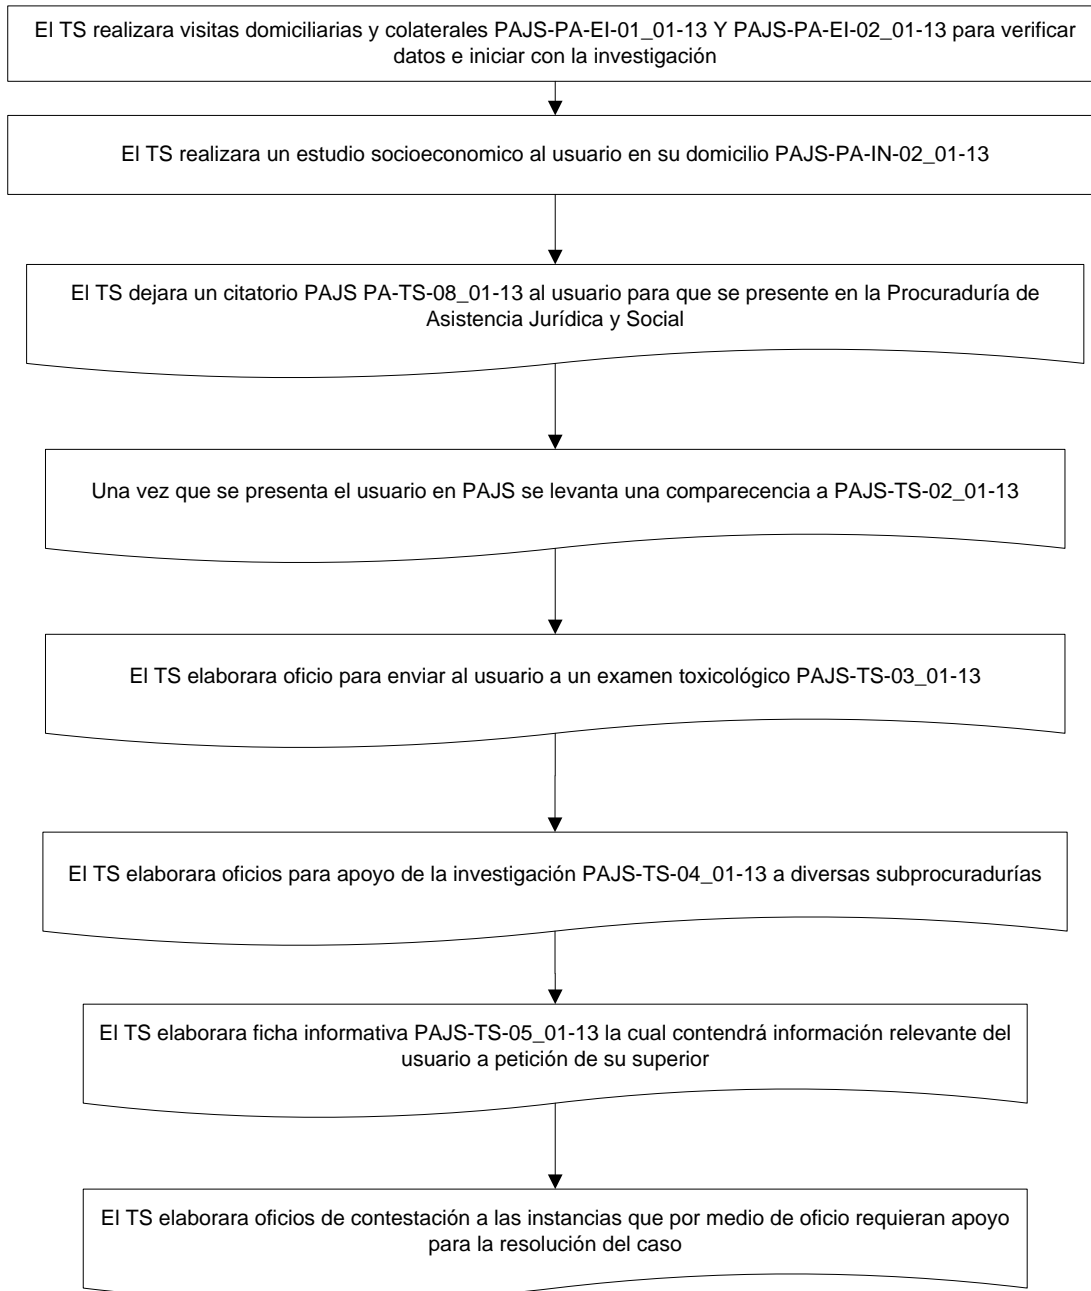 El TS realizara visitas domiciliarias y colaterales PAJS-PA-EI-01_01-13 Y PAJS-PA-EI-02_01-13 para verificar
datos e iniciar con la investigación
El TS realizara un estudio socioeconomico al usuario en su domicilio PAJS-PA-IN-02_01-13
El TS dejara un citatorio PAJS PA-TS-08_01-13 al usuario para que se presente en la Procuraduría de
Asistencia Jurídica y Social
Una vez que se presenta el usuario en PAJS se levanta una comparecencia a PAJS-TS-02_01-13
El TS elaborara oficio para enviar al usuario a un examen toxicológico PAJS-TS-03_01-13
El TS elaborara oficios para apoyo de la investigación PAJS-TS-04_01-13 a diversas subprocuradurías
El TS elaborara ficha informativa PAJS-TS-05_01-13 la cual contendrá información relevante del
usuario a petición de su superior
El TS elaborara oficios de contestación a las instancias que por medio de oficio requieran apoyo
para la resolución del caso